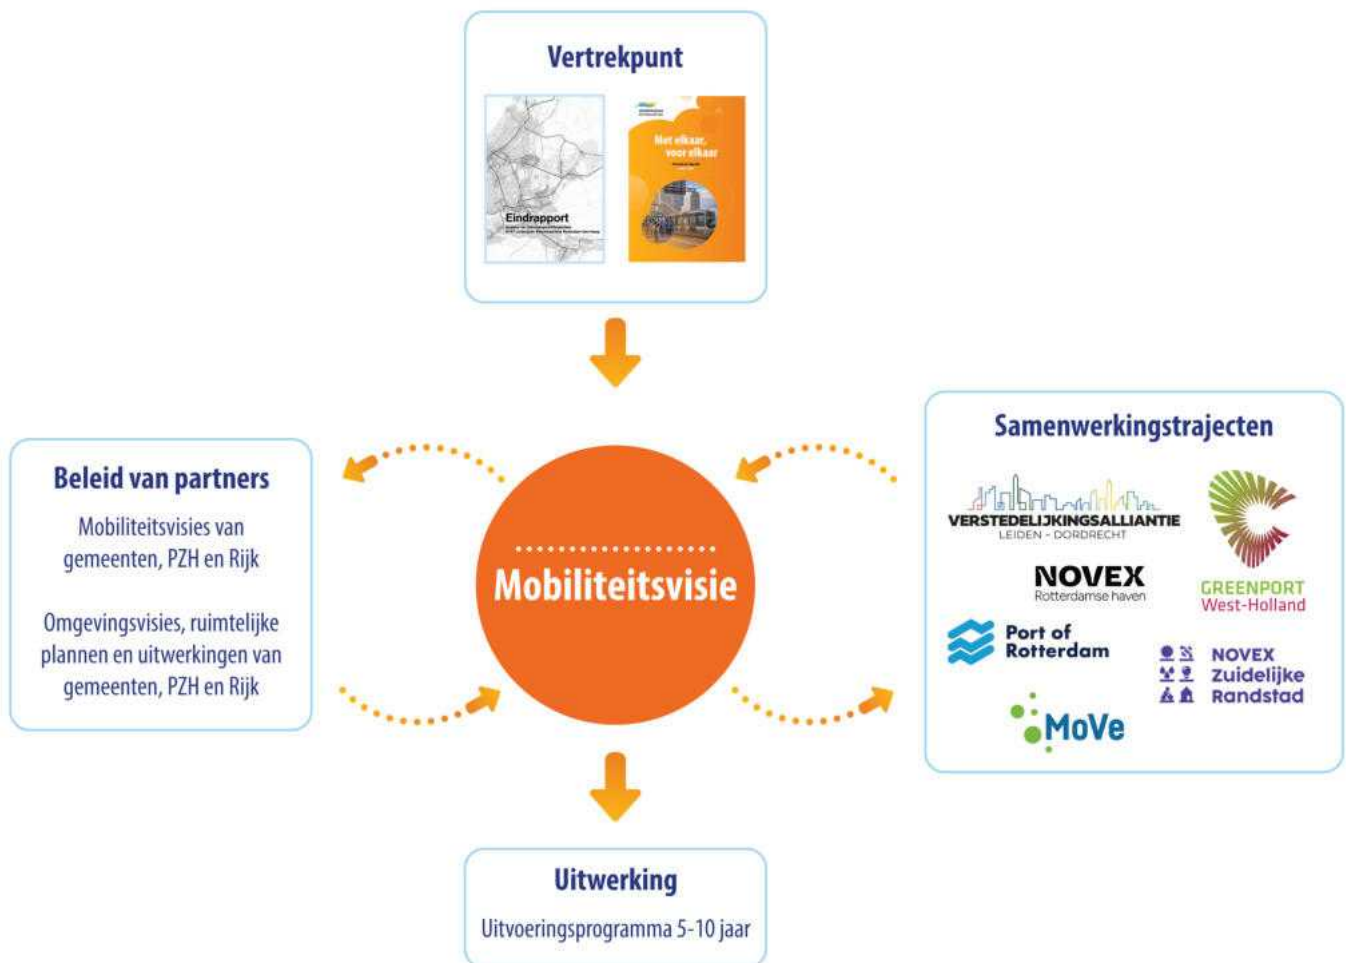 Vertrekpunt
Eindrapport
Met elkaar,
voor elkaar
Beleid van partners
Mobiliteitsvisies van
gemeenten, PZH en Rijk
Omgevingsvisies, ruimtelijke
plannen en uitwerkingen van
gemeenten, PZH en Rijk
Mobiliteitsvisie
Samenwerkingstrajecten
VERSTEDELIJKINGSALLIANTIE
LEIDEN - DORDRECHT
GREENPORT
West-Holland
NOVEX
Rotterdamse haven
Port of
Rotterdam
NOVEX
Zuidelijke
Randstad
MoVe
Uitwerking
Uitvoeringsprogramma 5-10 jaar